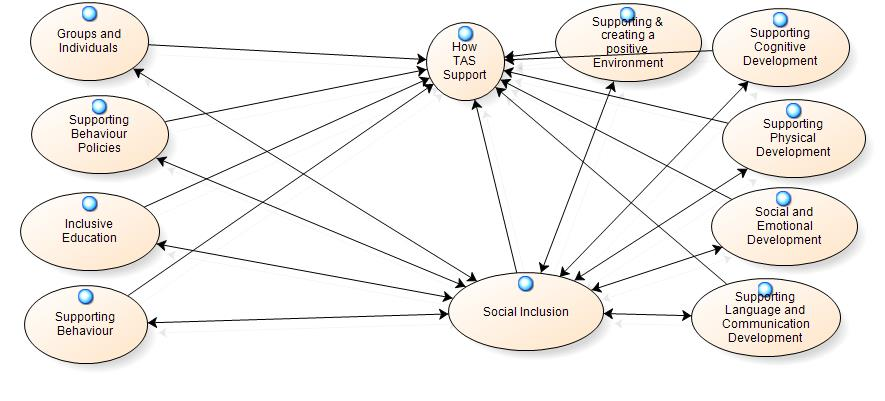 Groups and
Individuals
How
TAS
Support
Supporting &
creating a
positive
Environment
Supporting
Cognitive
Development
Supporting
Behaviour
Policies
Supporting
Physical
Development
Inclusive
Education
Social and
Emotional
Development
Supporting
Behaviour
Social Inclusion
Supporting
Language and
Communication
Development